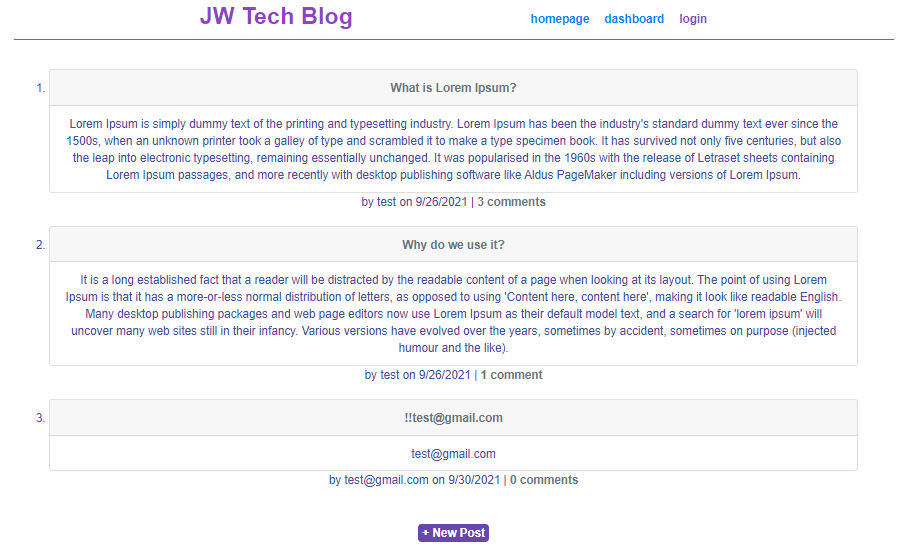 JW Tech Blog homepage dashboard login
1. What is Lorem Ipsum?
Lorem Ipsum is simply dummy text of the printing and typesetting industry. Lorem Ipsum has been the industry's standard dummy text ever since the
1500s, when an unknown printer took a galley of type and scrambled it to make a type specimen book. It has survived not only five centuries, but also
the leap into electronic typesetting, remaining essentially unchanged. It was popularised in the 1960s with the release of Letraset sheets containing
Lorem Ipsum passages, and more recently with desktop publishing software like Aldus PageMaker including versions of Lorem Ipsum.
by test on 9/26/2021 | 3 comments
2. Why do we use it?
It is a long established fact that a reader will be distracted by the readable content of a page when looking at its layout. The point of using Lorem
Ipsum is that it has a more-or-less normal distribution of letters, as opposed to using 'Content here, content here', making it look like readable English.
Many desktop publishing packages and web page editors now use Lorem Ipsum as their default model text, and a search for 'lorem ipsum' will
uncover many web sites still in their infancy. Various versions have evolved over the years, sometimes by accident, sometimes on purpose (injected
humour and the like).
by test on 9/26/2021 | 1 comment
3. !!test@gmail.com
test@gmail.com
by test@gmail.com on 9/30/2021 | 0 comments
+ New Post